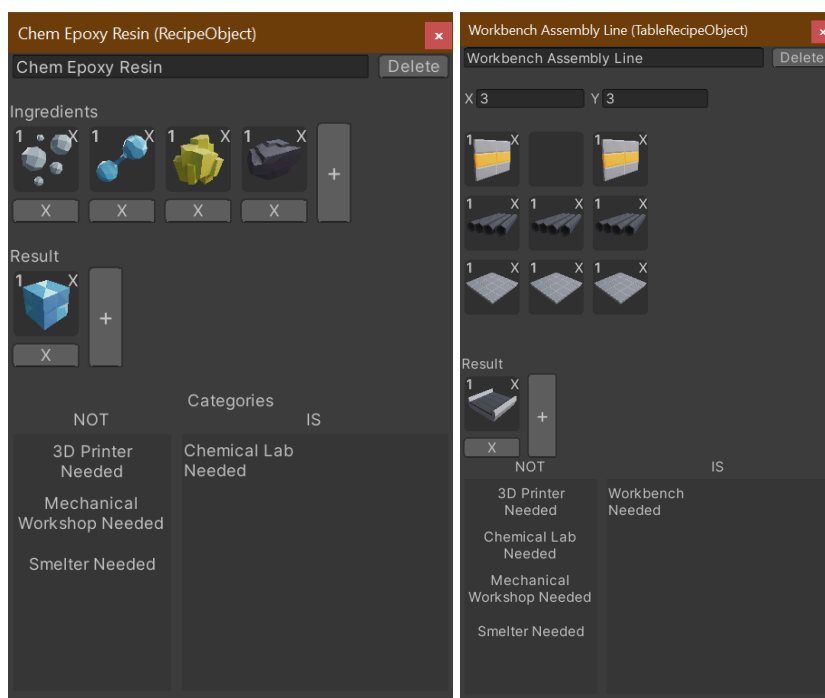 Chem Epoxy Resin (RecipeObject)
x
Chem Epoxy Resin
Delete
Ingredients
1 X 1 X 1 X 1 X
+
X X X X
Result
1 X
+
X
Categories
NOT IS
3D Printer
Needed
Mechanical
Workshop Needed
Smelter Needed
Chemical Lab
Needed
Workbench Assembly Line (TableRecipeObject)
x
Workbench Assembly Line
Delete
X 3 Y 3
1 X 1 X
1 X 1 X 1 X
1 X 1 X 1 X
Result
1 X
+
X
NOT IS
3D Printer
Needed
Chemical Lab
Needed
Mechanical
Workshop Needed
Smelter Needed
Workbench
Needed